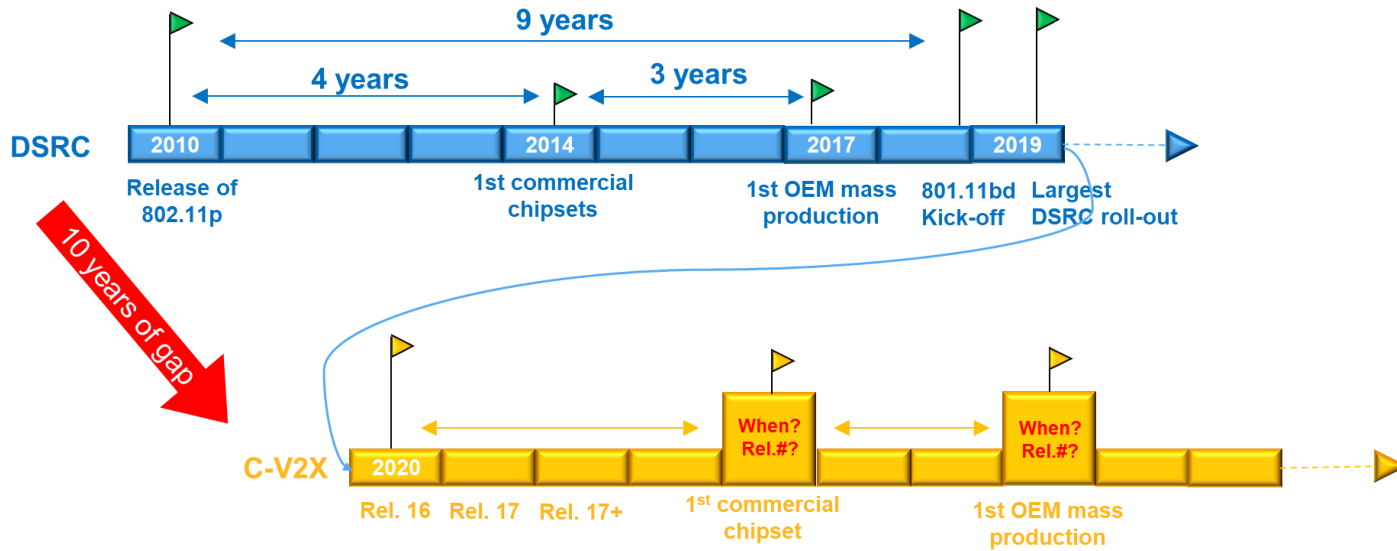 9 years
4 years
3 years
DSRC
2010
2014
2017
2019
Release of
802.11p
1st commercial
chipsets
1st OEM mass
production
801.11bd
Kick-off
Largest
DSRC roll-out
10 years of gap
When?
Rel.#?
When?
Rel.#?
C-V2X
2020
Rel. 16
Rel. 17
Rel. 17+
1st commercial
chipset
1st OEM mass
production